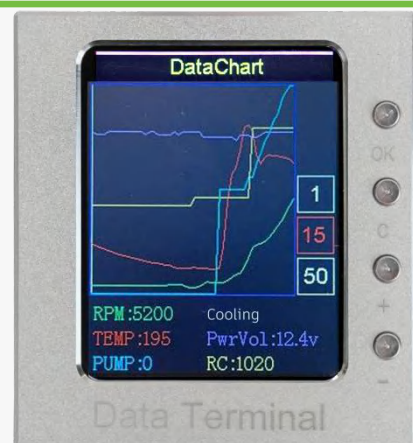 DataChart
OK
1
C
15
50
+
RPM:5200 Cooling
TEMP:195 PwrVol:12.4v
PUMP:0 RC:1020
-
Data Terminal